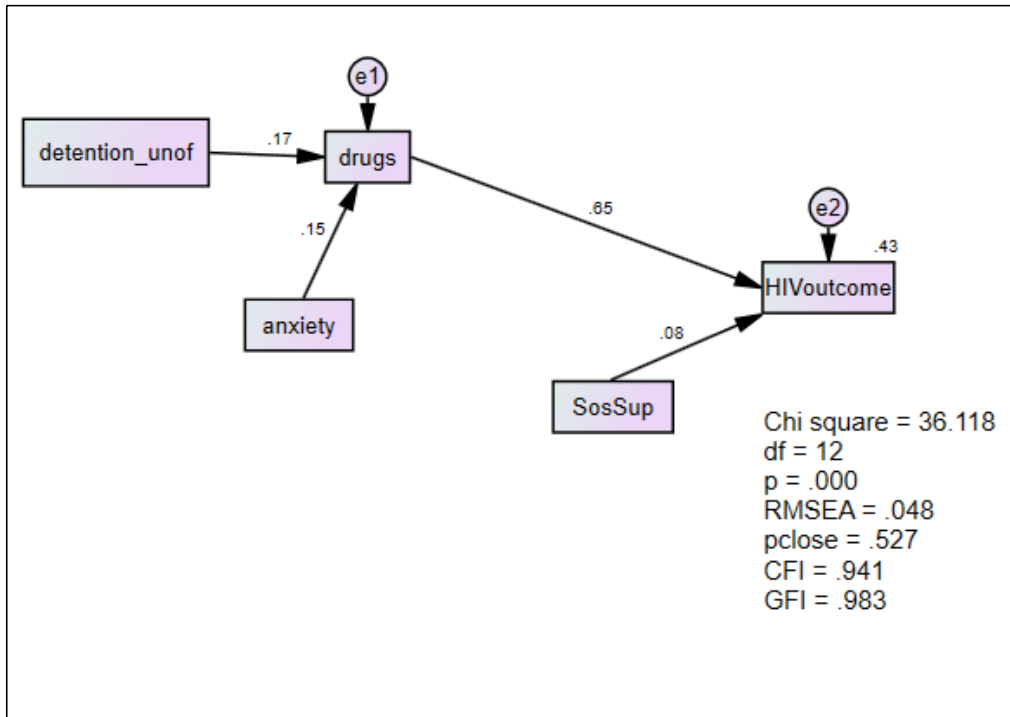 e1
detention_unof
.17
drugs
.15
.65
e2
.43
anxiety
HIVoutcome
.08
SosSup
Chi square = 36.118
df = 12
p = .000
RMSEA = .048
pclose = .527
CFI = .941
GFI = .983